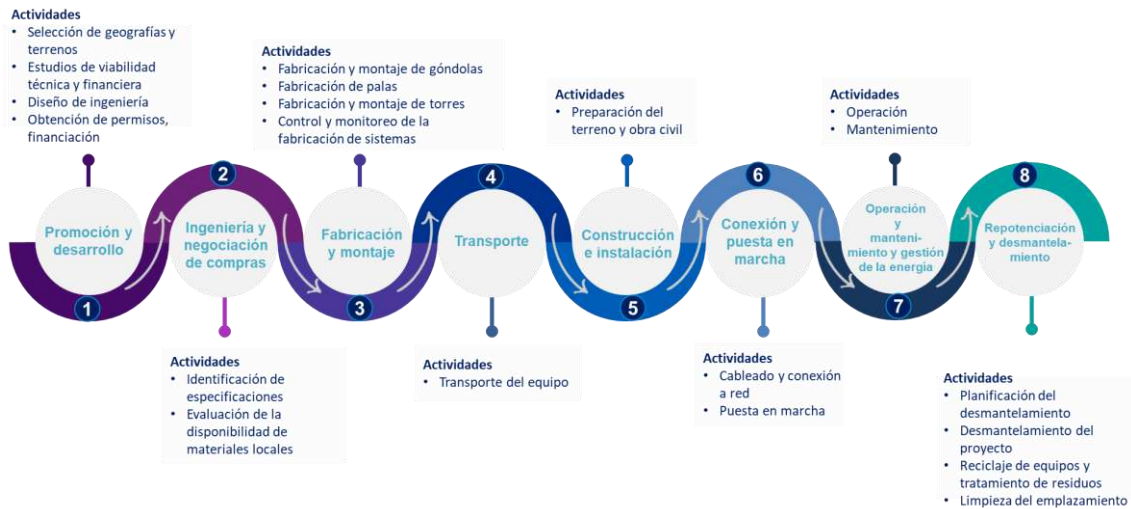 Actividades
• Selección de geografías y
terrenos
• Estudios de viabilidad
técnica y financiera
• Diseño de ingeniería
• Obtención de permisos,
financiación
Promoción y
desarrollo
1
2
Ingeniería y
negociación
de compras
Actividades
• Identificación de
especificaciones
• Evaluación de la
disponibilidad de
materiales locales
Actividades
• Fabricación y montaje de góndolas
• Fabricación de palas
• Fabricación y montaje de torres
• Control y monitoreo de la
fabricación de sistemas
Fabricación
y montaje
3
4
Transporte
Actividades
• Transporte del equipo
Actividades
• Preparación del
terreno y obra civil
Construcción
e instalación
5
6
Conexión y
puesta en
marcha
Actividades
• Cableado y conexión
a red
• Puesta en marcha
Actividades
• Operación
• Mantenimiento
Operación
y
manteni-
miento y gestión
de la energía
7
8
Repotenciación
y desmantela-
miento
Actividades
• Planificación del
desmantelamiento
• Desmantelamiento del
proyecto
• Reciclaje de equipos y
tratamiento de residuos
• Limpieza del emplazamiento